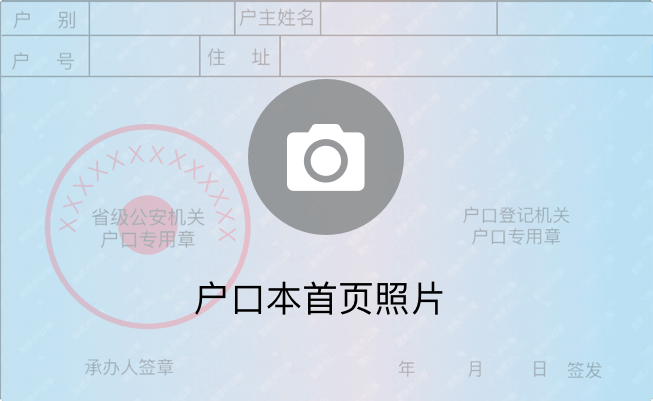 户 别 户主姓名
户 号 住 址
XXXXXXXXXXXXX
省级公安机关
户口专用章
户口登记机关
户口专用章
户口本首页照片
承办人签章 年 月 日 签发